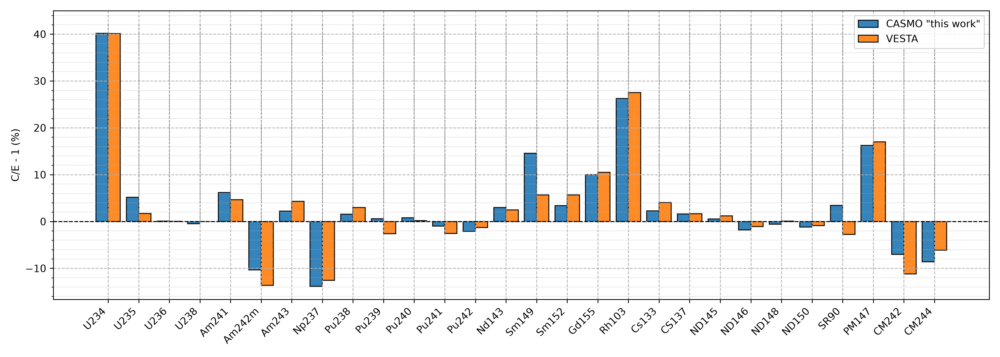 CASMO "this work"
VESTA
C/E - 1 (%)
40
30
20
10
0
−10
U234
U235
U236
U238
Am241
Am242m
Am243
Np237
Pu238
Pu239
Pu240
Pu241
Pu242
Nd143
Sm149
Sm152
Gd155
Rh103
Cs133
CS137
ND145
ND146
ND148
ND150
SR90
PM147
CM242
CM244